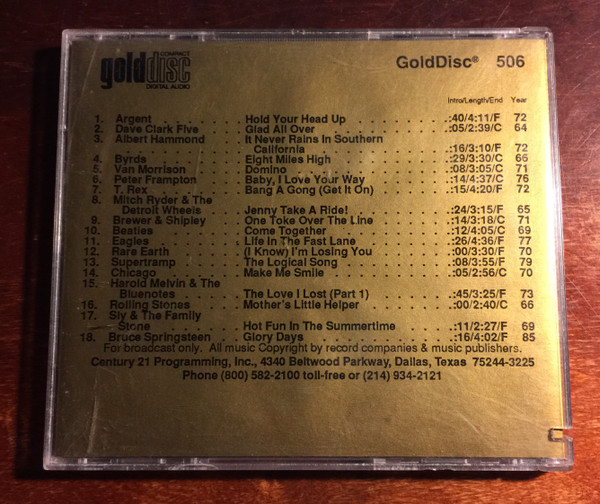 COMPACT
golddisc
DIGITAL AUDIO
GoldDisc® 506
Intro/Length/End Year
1. Argent . . . . . . . . Hold Your Head Up . . . . . . . . .:40/4:11/F 72
2. Dave Clark Five . . . Glad All Over . . . . . . . . . . . .:05/2:39/C 64
3. Albert Hammond . . . It Never Rains In Southern
California . . . . . . . . . . .:16/3:10/F 72
4. Byrds . . . . . . . . Eight Miles High . . . . . . . . . .:29/3:30/C 66
5. Van Morrison . . . . Domino . . . . . . . . . . . . . .:08/3:05/C 71
6. Peter Frampton . . . Baby, I Love Your Way . . . . . . .:14/4:37/C 76
7. T. Rex . . . . . . . . Bang A Gong (Get It On) . . . . . .:15/4:20/F 72
8. Mitch Ryder & The
Detroit Wheels . . . Jenny Take A Ride! . . . . . . . . .:24/3:15/F 65
9. Brewer & Shipley . . One Toke Over The Line . . . . . .:14/3:18/C 71
10. Beatles . . . . . . . Come Together . . . . . . . . . . .:12/4:05/C 69
11. Eagles . . . . . . . Life In The Fast Lane . . . . . . . .:26/4:36/F 77
12. Rare Earth . . . . . (I Know) I'm Losing You . . . . . .:00/3:30/F 70
13. Supertramp . . . . . The Logical Song . . . . . . . . . .:08/3:55/F 79
14. Chicago . . . . . . . Make Me Smile . . . . . . . . . . .:05/2:56/C 70
15. Harold Melvin & The
Bluenotes . . . . . The Love I Lost (Part 1) . . . . . .:45/3:25/F 73
16. Rolling Stones . . . Mother's Little Helper . . . . . . .:00/2:40/C 66
17. Sly & The Family
Stone . . . . . . . Hot Fun In The Summertime . . . .:11/2:27/F 69
18. Bruce Springsteen . . Glory Days . . . . . . . . . . . . .:16/4:02/F 85
For broadcast only. All music Copyright by record companies & music publishers.
Century 21 Programming, Inc., 4340 Beltwood Parkway, Dallas, Texas 75244-3225
Phone (800) 582-2100 toll-free or (214) 934-2121